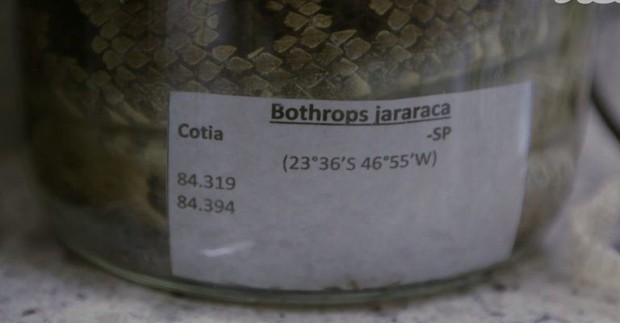 Bothrops jararaca
Cotia -SP
(23°36'S 46°55'W)
84.319
84.394